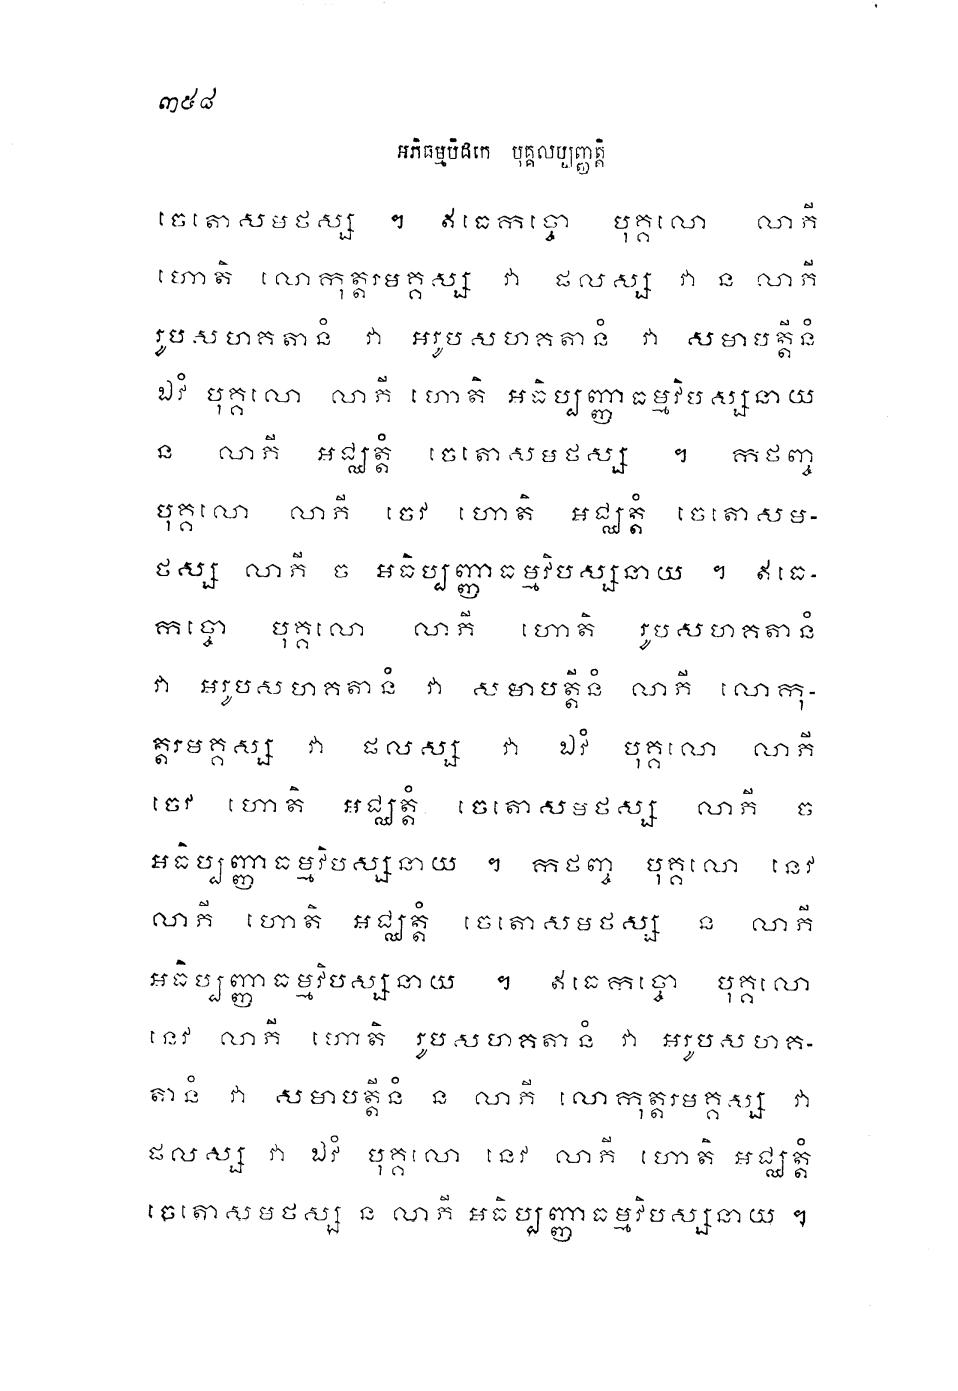 ៣៩៨
អភិធម្មបិដកេ បុគ្គលប្បញ្ញត្តិ
ចេតោសមថស្ស ។ ឥធេកច្ចោ បុគ្គលោ លាភី
ហោតិ លោកុត្តរមគ្គស្ស វា ផលស្ស វា ន លាភី
រូបសហគតានំ វា អរូបសហគតានំ វា សមាបត្តីនំ
ឯវំ បុគ្គលោ លាភី ហោតិ អធិប្បញ្ញាធម្មវិបស្សនាយ
ន លាភី អជ្ឈត្តំ ចេតោសមថស្ស ។ កថញ្ច
បុគ្គលោ លាភី ចេវ ហោតិ អជ្ឈត្តំ ចេតោសម-
ថស្ស លាភី ច អធិប្បញ្ញាធម្មវិបស្សនាយ ។ ឥធេ-
កច្ចោ បុគ្គលោ លាភី ហោតិ រូបសហគតានំ
វា អរូបសហគតានំ វា សមាបត្តីនំ លាភី លោកុ-
ត្តរមគ្គស្ស វា ផលស្ស វា ឯវំ បុគ្គលោ លាភី
ចេវ ហោតិ អជ្ឈត្តំ ចេតោសមថស្ស លាភី ច
អធិប្បញ្ញាធម្មវិបស្សនាយ ។ កថញ្ច បុគ្គលោ នេវ
លាភី ហោតិ អជ្ឈត្តំ ចេតោសមថស្ស ន លាភី
អធិប្បញ្ញាធម្មវិបស្សនាយ ។ ឥធេកច្ចោ បុគ្គលោ
នេវ លាភី ហោតិ រូបសហគតានំ វា អរូបសហគ-
តានំ វា សមាបត្តីនំ ន លាភី លោកុត្តរមគ្គស្ស វា
ផលស្ស វា ឯវំ បុគ្គលោ នេវ លាភី ហោតិ អជ្ឈត្តំ
ចេតោសមថស្ស ន លាភី អធិប្បញ្ញាធម្មវិបស្សនាយ ។